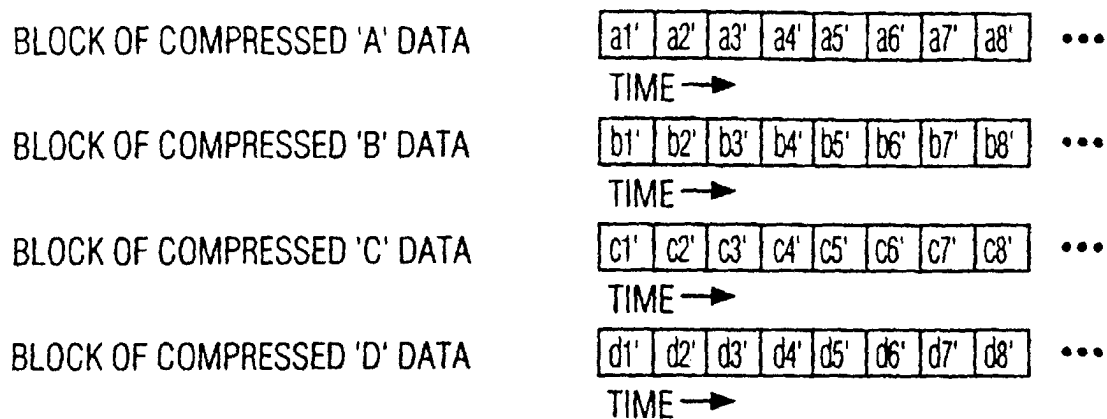 BLOCK OF COMPRESSED 'A' DATA a1' a2' a3' a4' a5' a6' a7' a8' •••
TIME →
BLOCK OF COMPRESSED 'B' DATA b1' b2' b3' b4' b5' b6' b7' b8' •••
TIME →
BLOCK OF COMPRESSED 'C' DATA c1' c2' c3' c4' c5' c6' c7' c8' •••
TIME →
BLOCK OF COMPRESSED 'D' DATA d1' d2' d3' d4' d5' d6' d7' d8' •••
TIME →